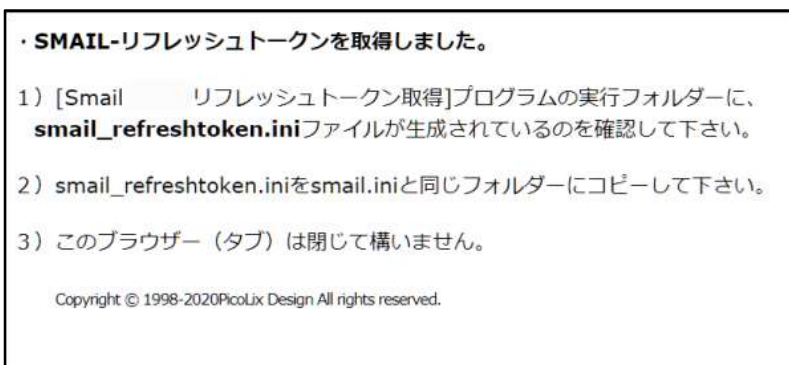 ・SMAIL-リフレッシュトークンを取得しました。
1）[Smail　　　リフレッシュトークン取得]プログラムの実行フォルダーに、
smail_refreshtoken.iniファイルが生成されているのを確認して下さい。
2）smail_refreshtoken.iniをsmail.iniと同じフォルダーにコピーして下さい。
3）このブラウザー（タブ）は閉じて構いません。
Copyright © 1998-2020PicoLix Design All rights reserved.